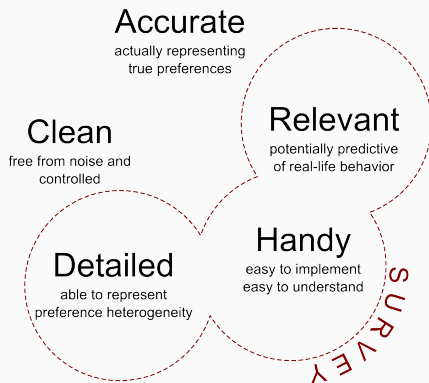 Accurate
actually representing
true preferences
Clean
free from noise and
controlled
Relevant
potentially predictive
of real-life behavior
Detailed
able to represent
preference heterogeneity
Handy
easy to implement
easy to understand
SURVEY